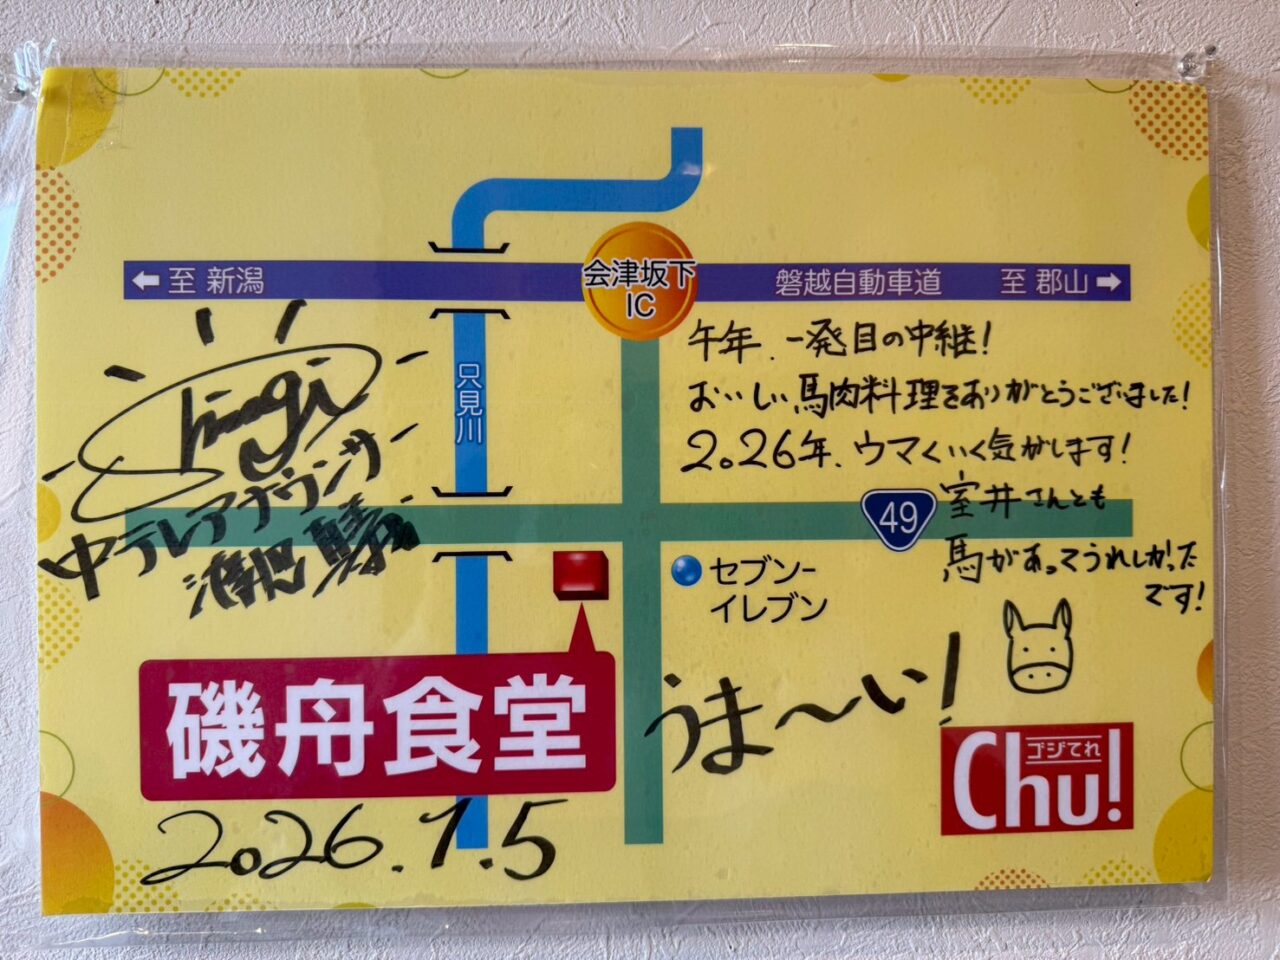 ← 至 新潟
会津坂下
IC
磐越自動車道
至 郡山 →
只見川
午年、一発目の中継!
おいしい馬肉料理をありがとうございました!
2026年、ウマくいく気がします!
室井さんとも
馬があってうれしかった
です!
中テレアナウンサー
49
セブン-
イレブン
磯舟食堂
うま〜い!
ゴジてれ
Chu!
2026.1.5